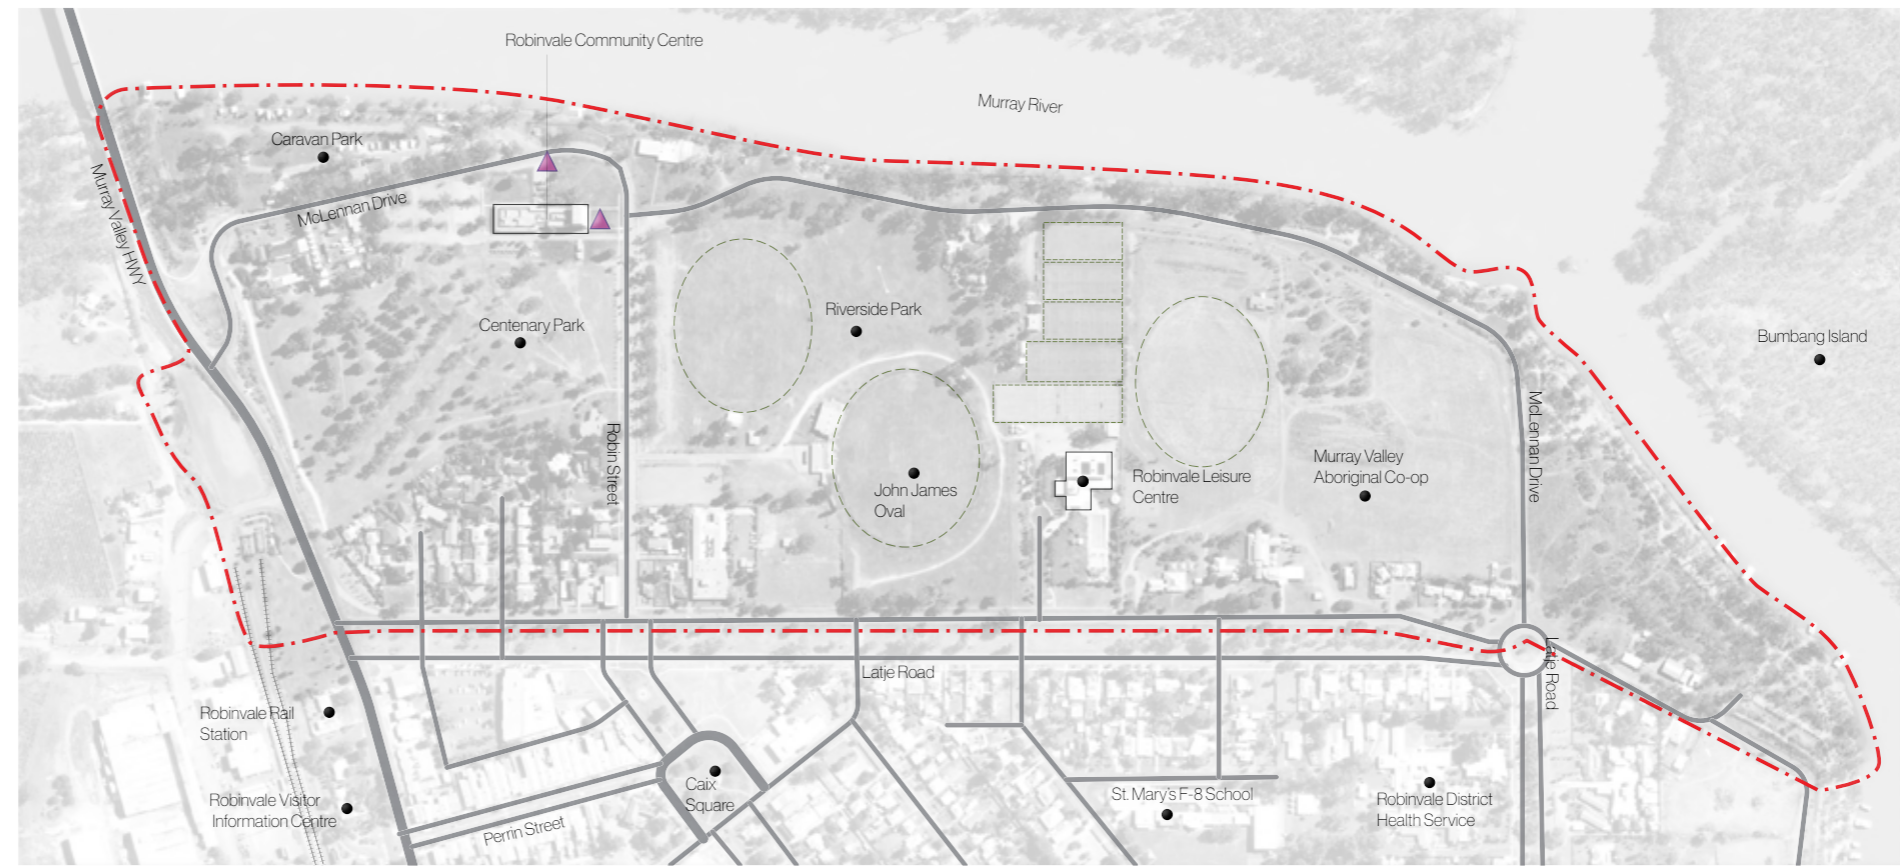 Robinvale Community Centre
Murray River
Caravan Park
McLennan Drive
Murray Valley HWY
Centenary Park
Riverside Park
Bumbang Island
Robin Street
John James
Oval
Robinvale Leisure
Centre
Murray Valley
Aboriginal Co-op
McLennan Drive
Latje Road
Latje Road
Robinvale Rail
Station
Robinvale Visitor
Information Centre
Perrin Street
Caix
Square
St. Mary's F-8 School
Robinvale District
Health Service